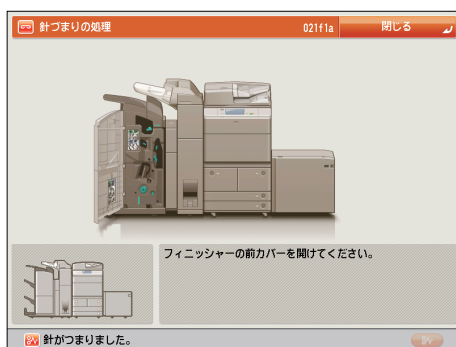 針づまりの処理
021f1a
閉じる
フィニッシャーの前カバーを開けてください。
針がつまりました。